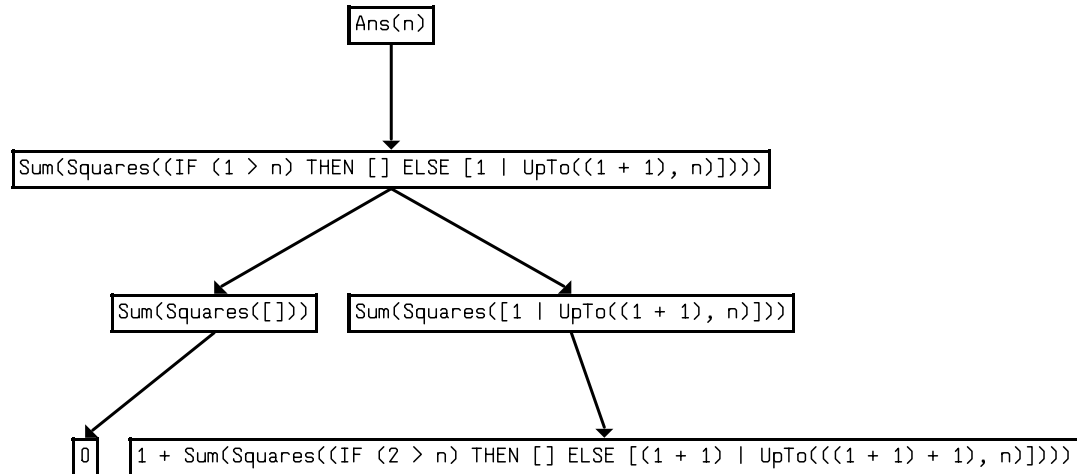 Ans(n)
Sum(Squares((IF (1 > n) THEN [] ELSE [1 | UpTo((1 + 1), n)])))
Sum(Squares([]))
Sum(Squares([1 | UpTo((1 + 1), n)]))
0
1 + Sum(Squares((IF (2 > n) THEN [] ELSE [(1 + 1) | UpTo(((1 + 1) + 1), n)])))